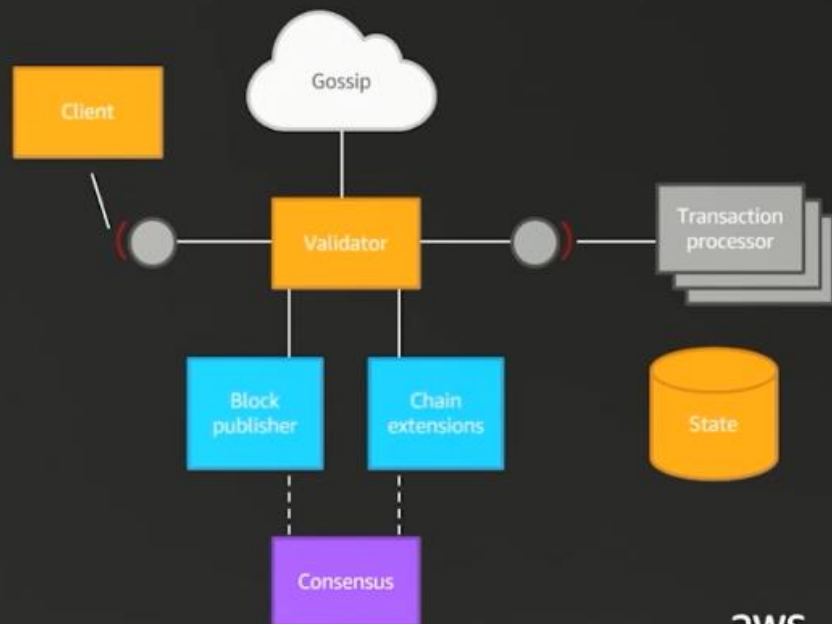 Gossip
Client
Transaction
processor
Validator
Block
publisher
Chain
extensions
State
Consensus
aws